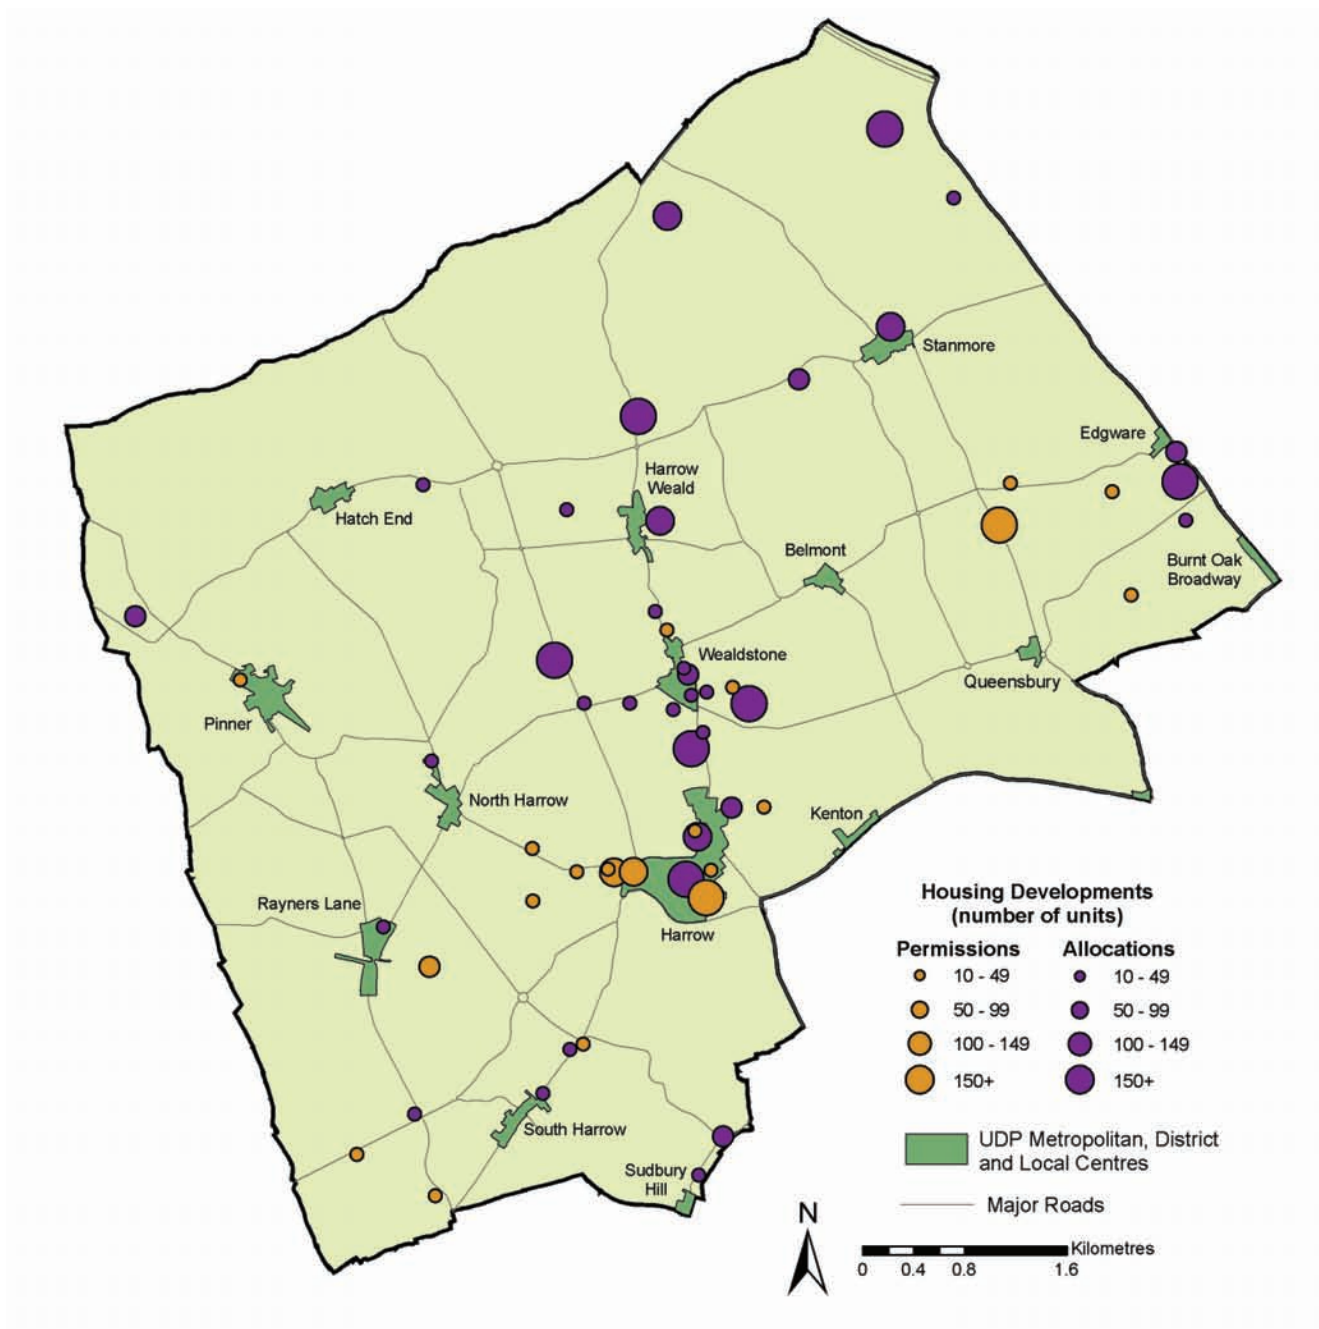 Stanmore
Edgware
Harrow
Weald
Hatch End
Belmont
Burnt Oak
Broadway
Wealdstone
Queensbury
Pinner
North Harrow
Kenton
Rayners Lane
Harrow
South Harrow
Sudbury
Hill
Housing Developments
(number of units)
Permissions Allocations
10 - 49 10 - 49
50 - 99 50 - 99
100 - 149 100 - 149
150+ 150+
UDP Metropolitan, District
and Local Centres
Major Roads
N
Kilometres
0 0.4 0.8 1.6